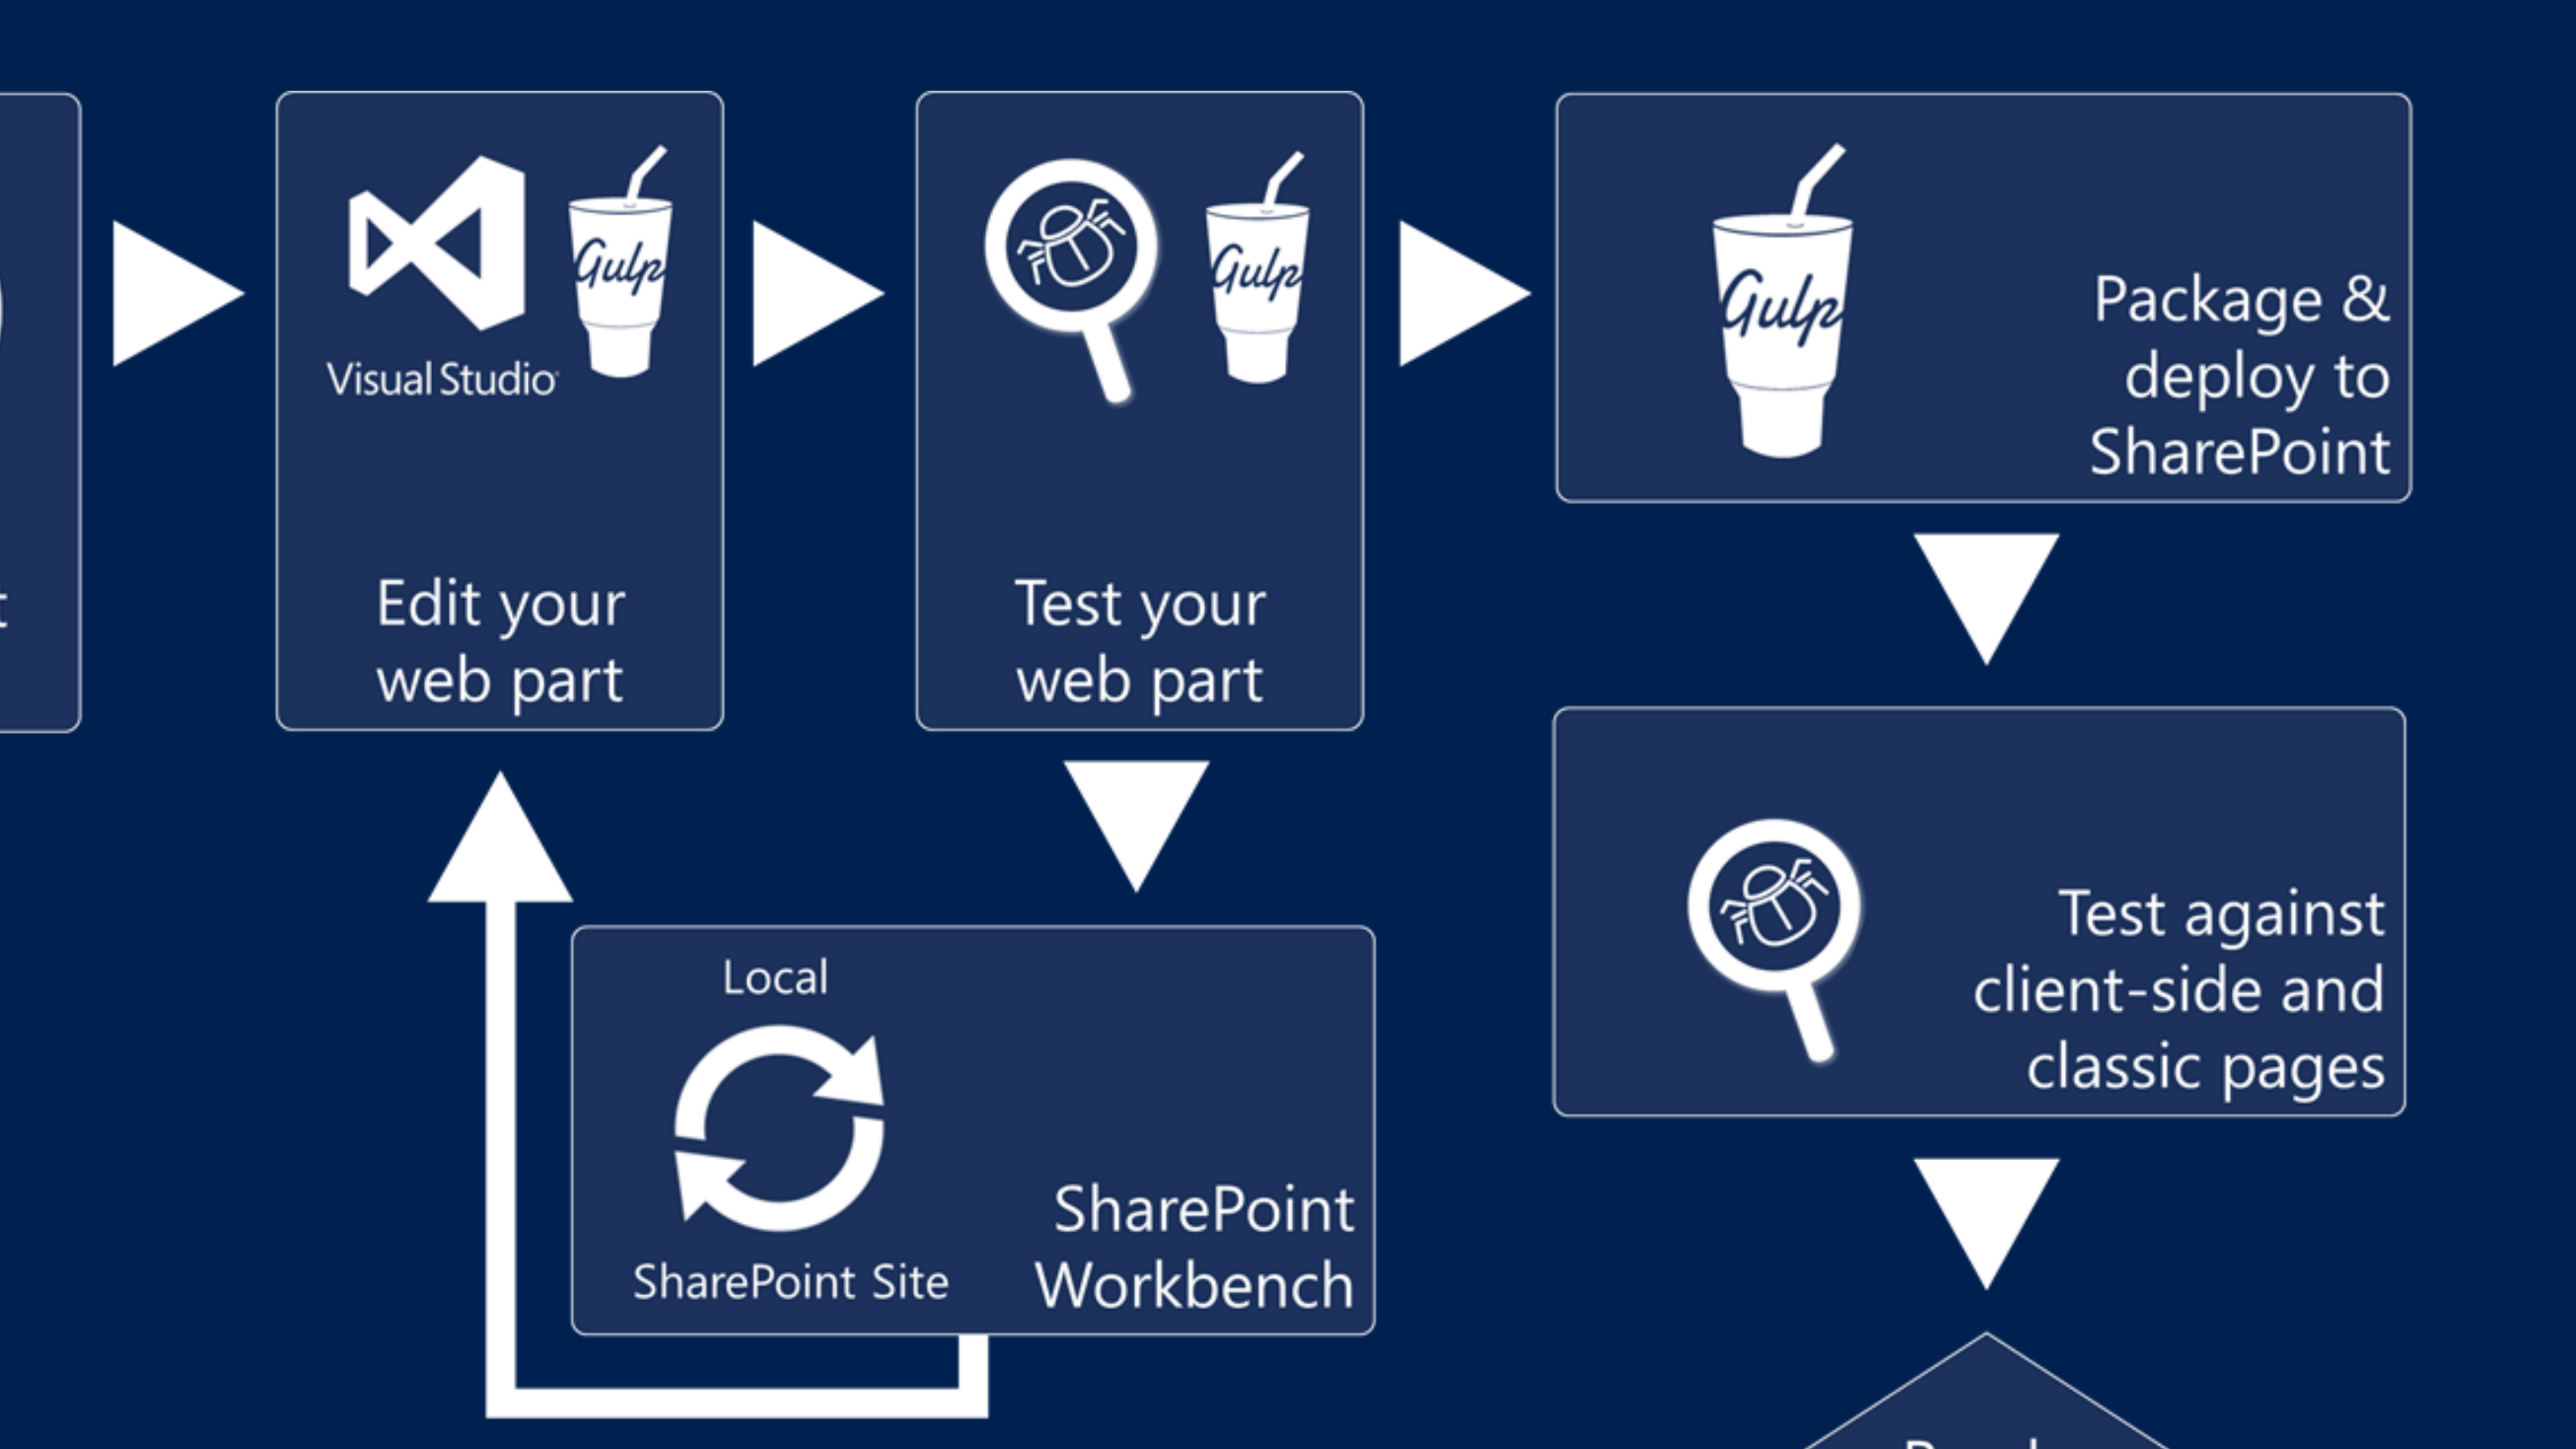 Visual Studio
Gulp
Edit your
web part
Gulp
Test your
web part
Gulp
Package &
deploy to
SharePoint
Local
SharePoint Site
SharePoint
Workbench
Test against
client-side and
classic pages